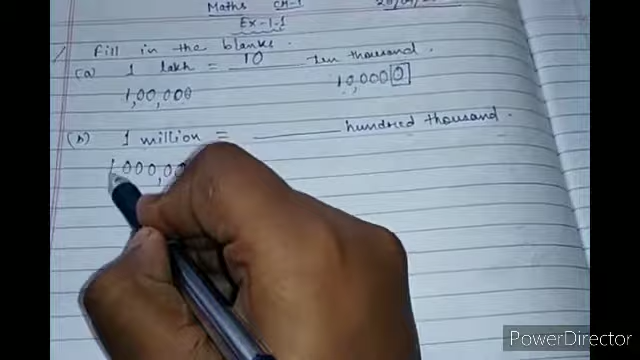 Maths CH-1
Ex-1.1
Fill in the blanks.
(a) 1 lakh = 10 Ten thousand.
1,00,000 10,000 0
(b) 1 million = ______ hundred thousand.
PowerDirector